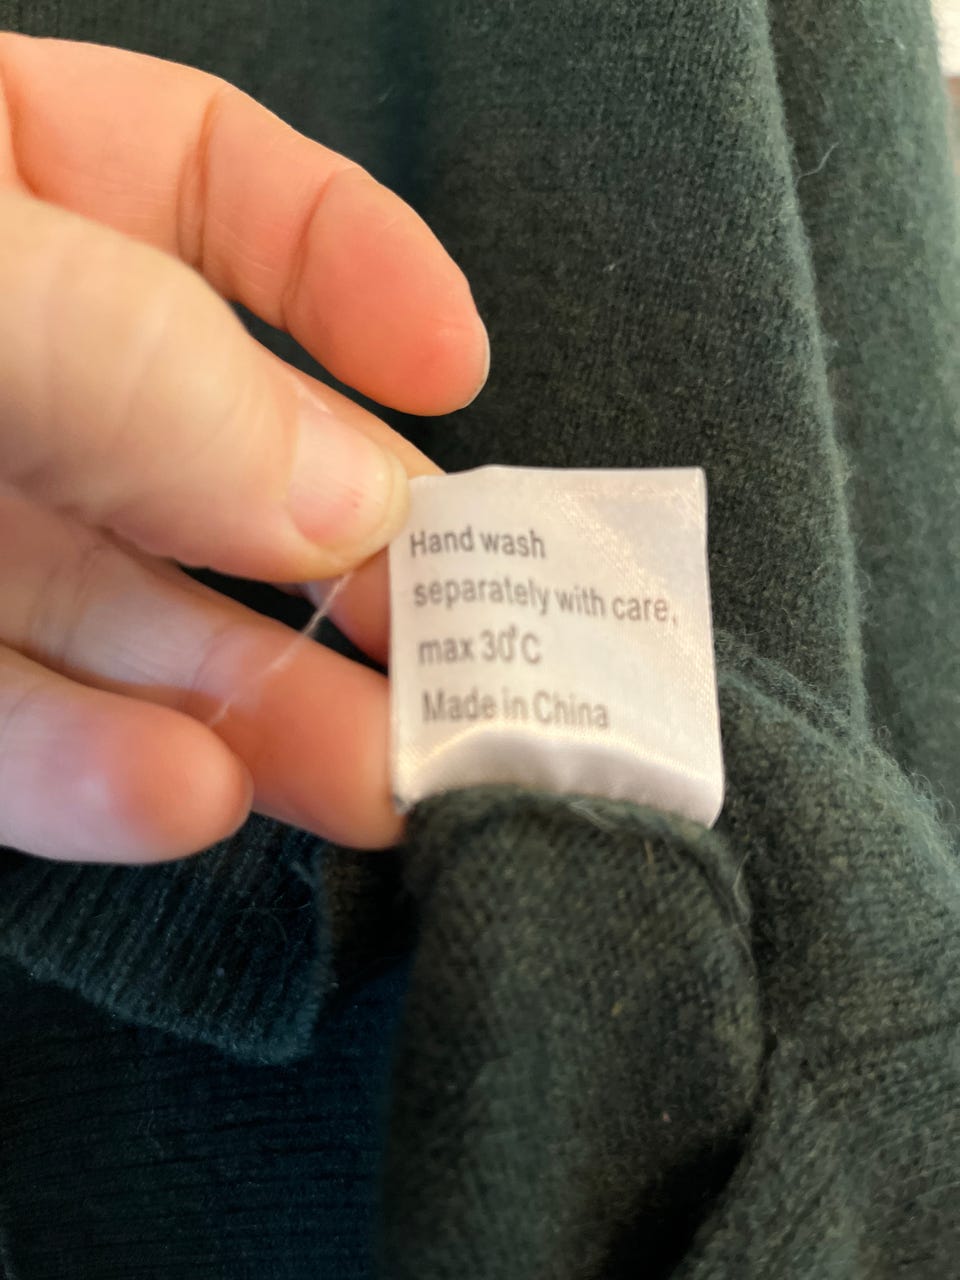 Hand wash
separately with care,
max 30°C
Made in China